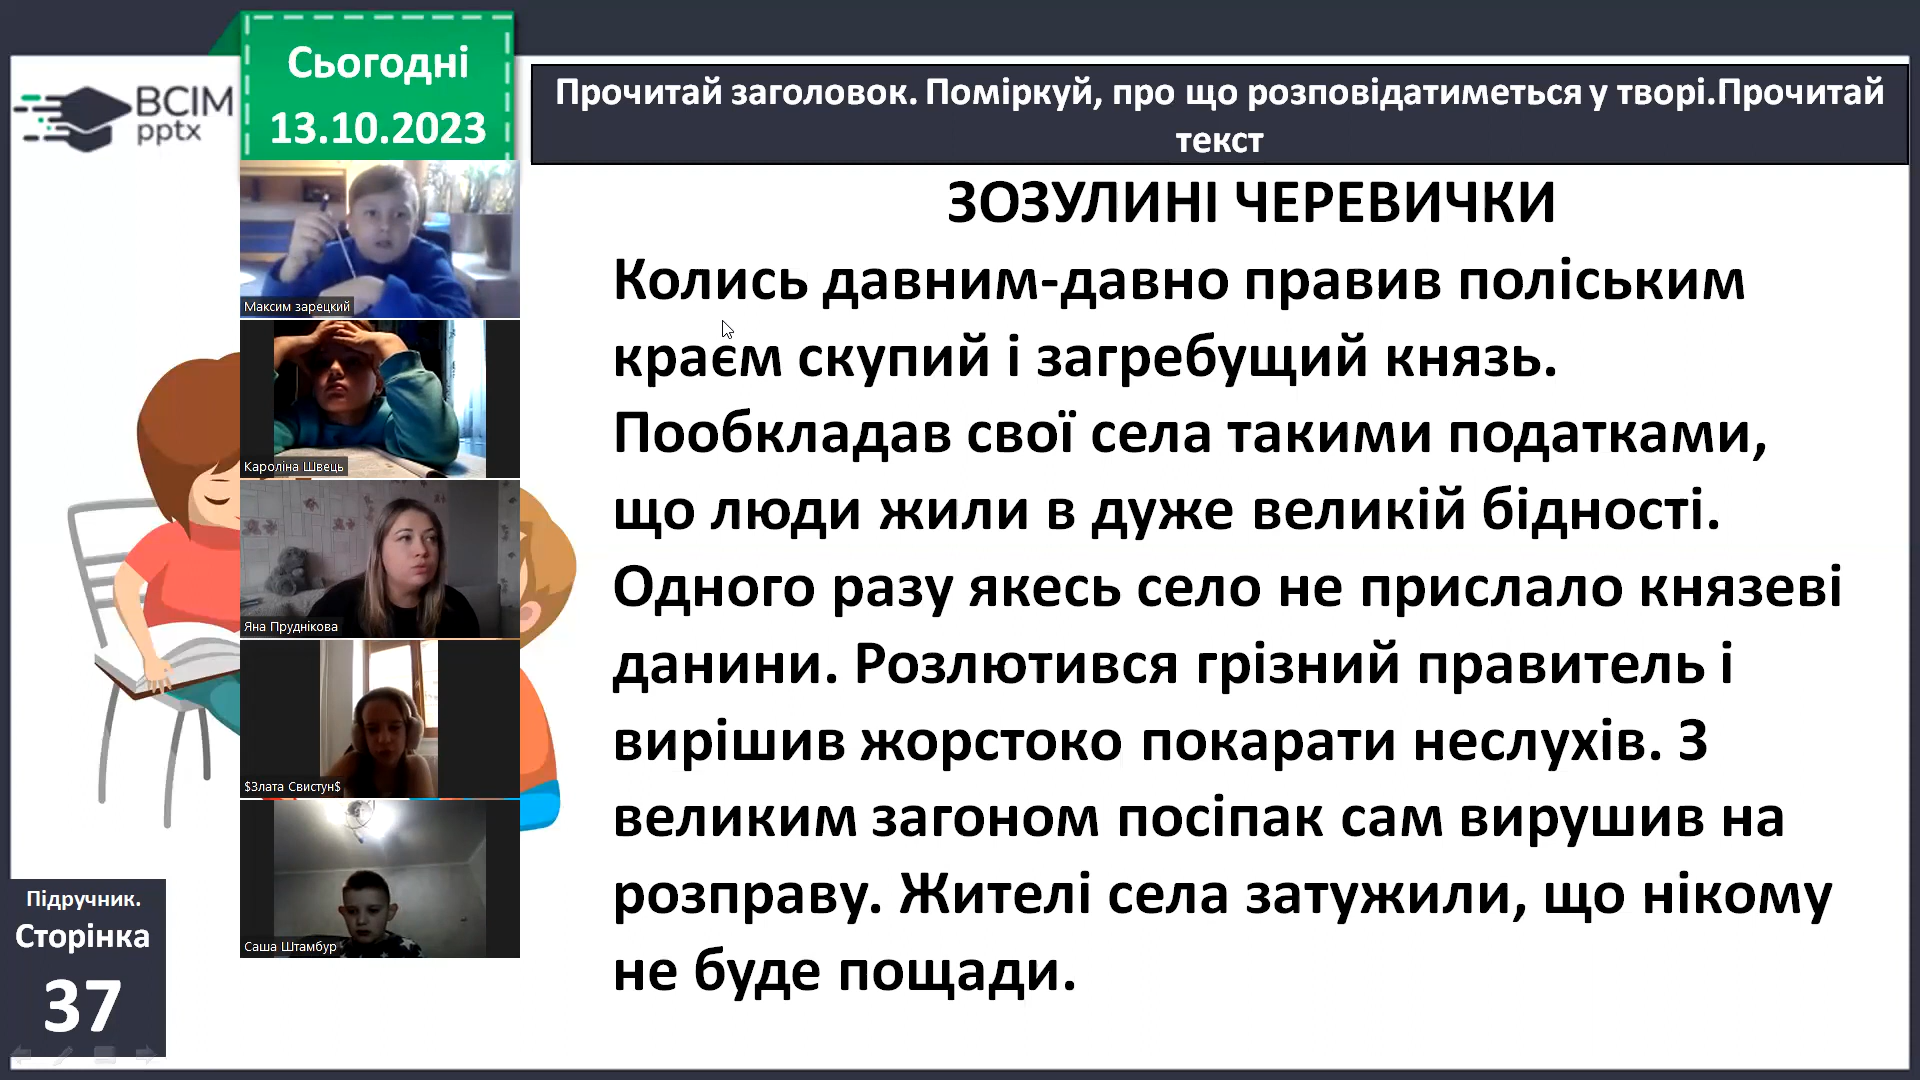 ВСІМ
pptx
Сьогодні
13.10.2023
Прочитай заголовок. Поміркуй, про що розповідатиметься у творі.Прочитай
текст
Максим зарецкий
Кароліна Швець
Яна Пруднікова
$Злата Свистун$
Саша Штамбур
ЗОЗУЛИНІ ЧЕРЕВИЧКИ
Колись давним-давно правив поліським
краєм скупий і загребущий князь.
Пообкладав свої села такими податками,
що люди жили в дуже великій бідності.
Одного разу якесь село не прислало князеві
данини. Розлютився грізний правитель і
вирішив жорстоко покарати неслухів. З
великим загоном посіпак сам вирушив на
розправу. Жителі села затужили, що нікому
не буде пощади.
Підручник.
Сторінка
37